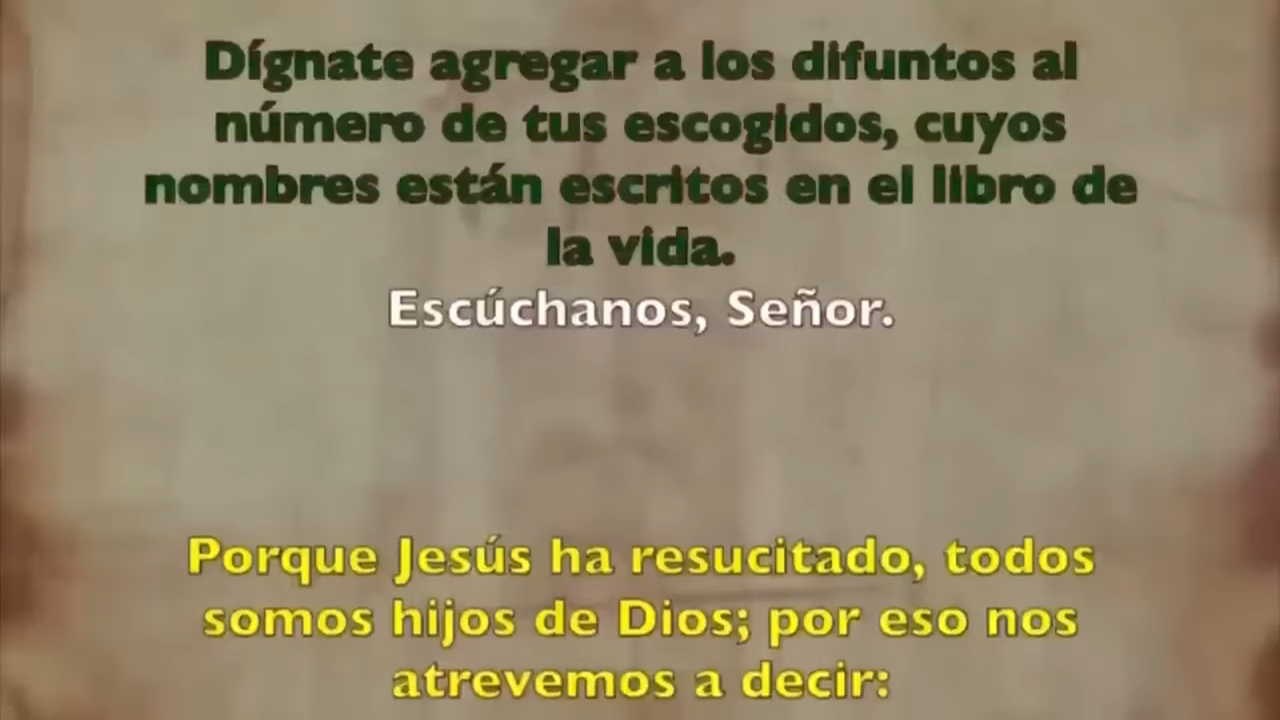 Dígnate agregar a los difuntos al
número de tus escogidos, cuyos
nombres están escritos en el libro de
la vida.
Escúchanos, Señor.
Porque Jesús ha resucitado, todos
somos hijos de Dios; por eso nos
atrevemos a decir: